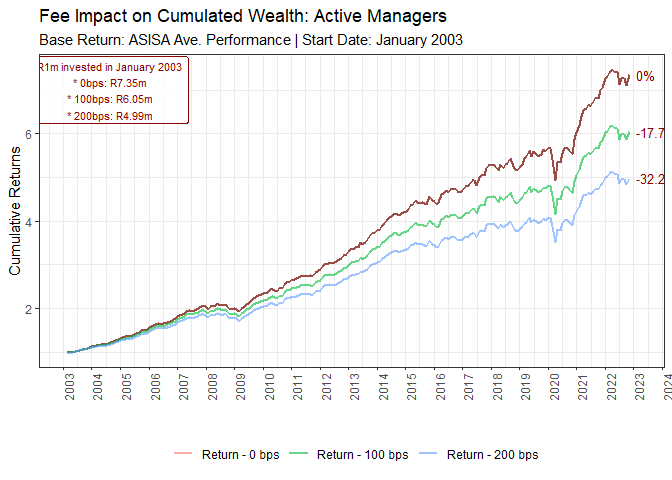 Fee Impact on Cumulated Wealth: Active Managers
Base Return: ASISA Ave. Performance | Start Date: January 2003
R1m invested in January 2003
* 0bps: R7.35m
* 100bps: R6.05m
* 200bps: R4.99m
0%
-17.7
-32.2
6
4
2
Cumulative Returns
2003
2004
2005
2006
2007
2008
2009
2010
2011
2012
2013
2014
2015
2016
2017
2018
2019
2020
2021
2022
2023
2024
Return - 0 bps
Return - 100 bps
Return - 200 bps